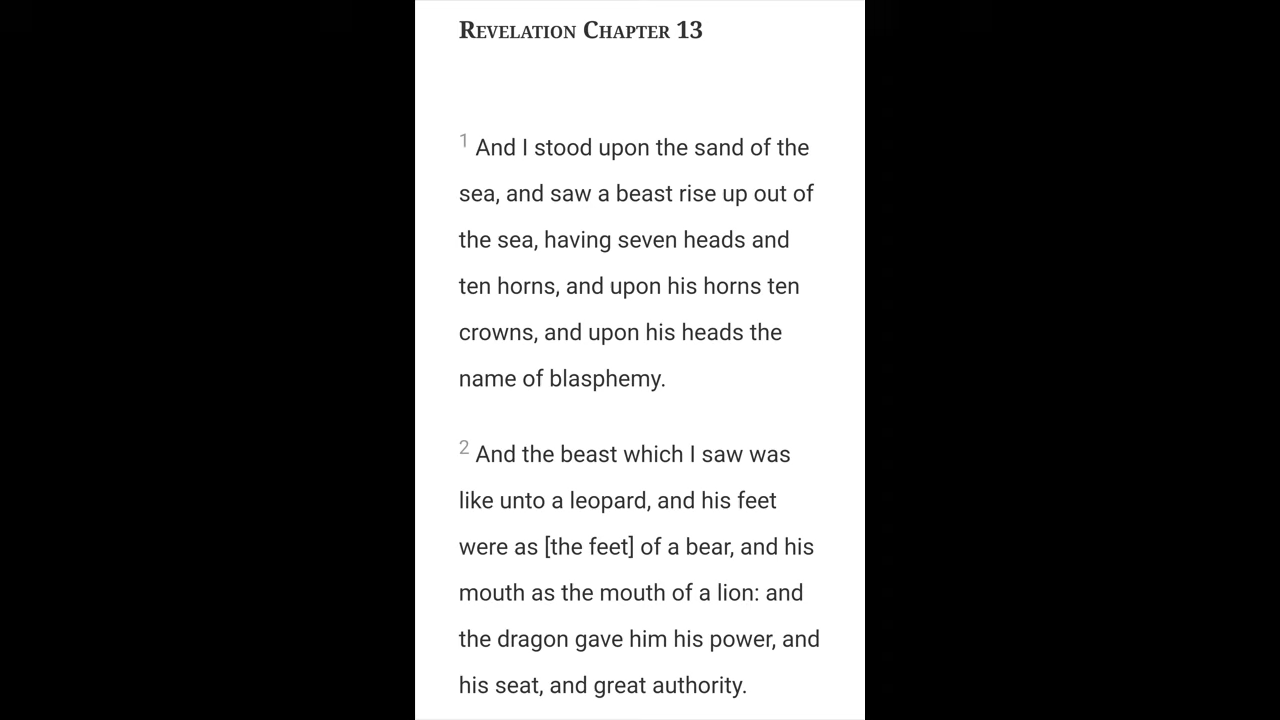 Revelation Chapter 13
1 And I stood upon the sand of the
sea, and saw a beast rise up out of
the sea, having seven heads and
ten horns, and upon his horns ten
crowns, and upon his heads the
name of blasphemy.
2 And the beast which I saw was
like unto a leopard, and his feet
were as [the feet] of a bear, and his
mouth as the mouth of a lion: and
the dragon gave him his power, and
his seat, and great authority.